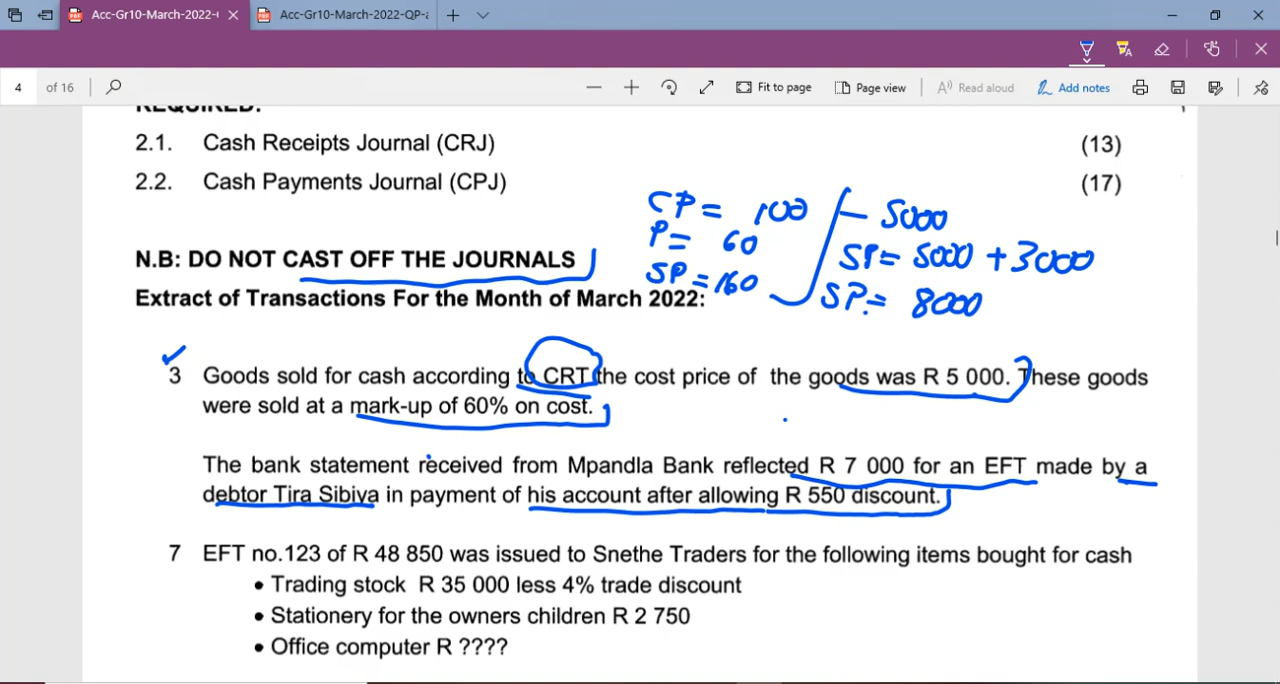 Acc-Gr10-March-2022-
Acc-Gr10-March-2022-QP-
4 of 16
Fit to page
Page view
Read aloud
Add notes
REQUIRED:
2.1. Cash Receipts Journal (CRJ) (13)
2.2. Cash Payments Journal (CPJ) (17)
CP = 100
P = 60
SP = 160
5000
SP = 5000 + 3000
SP = 8000
N.B: DO NOT CAST OFF THE JOURNALS
Extract of Transactions For the Month of March 2022:
3 Goods sold for cash according to CRT the cost price of the goods was R 5 000. These goods
were sold at a mark-up of 60% on cost.
The bank statement received from Mpandla Bank reflected R 7 000 for an EFT made by a
debtor Tira Sibiya in payment of his account after allowing R 550 discount.
7 EFT no.123 of R 48 850 was issued to Snethe Traders for the following items bought for cash
• Trading stock R 35 000 less 4% trade discount
• Stationery for the owners children R 2 750
• Office computer R ????